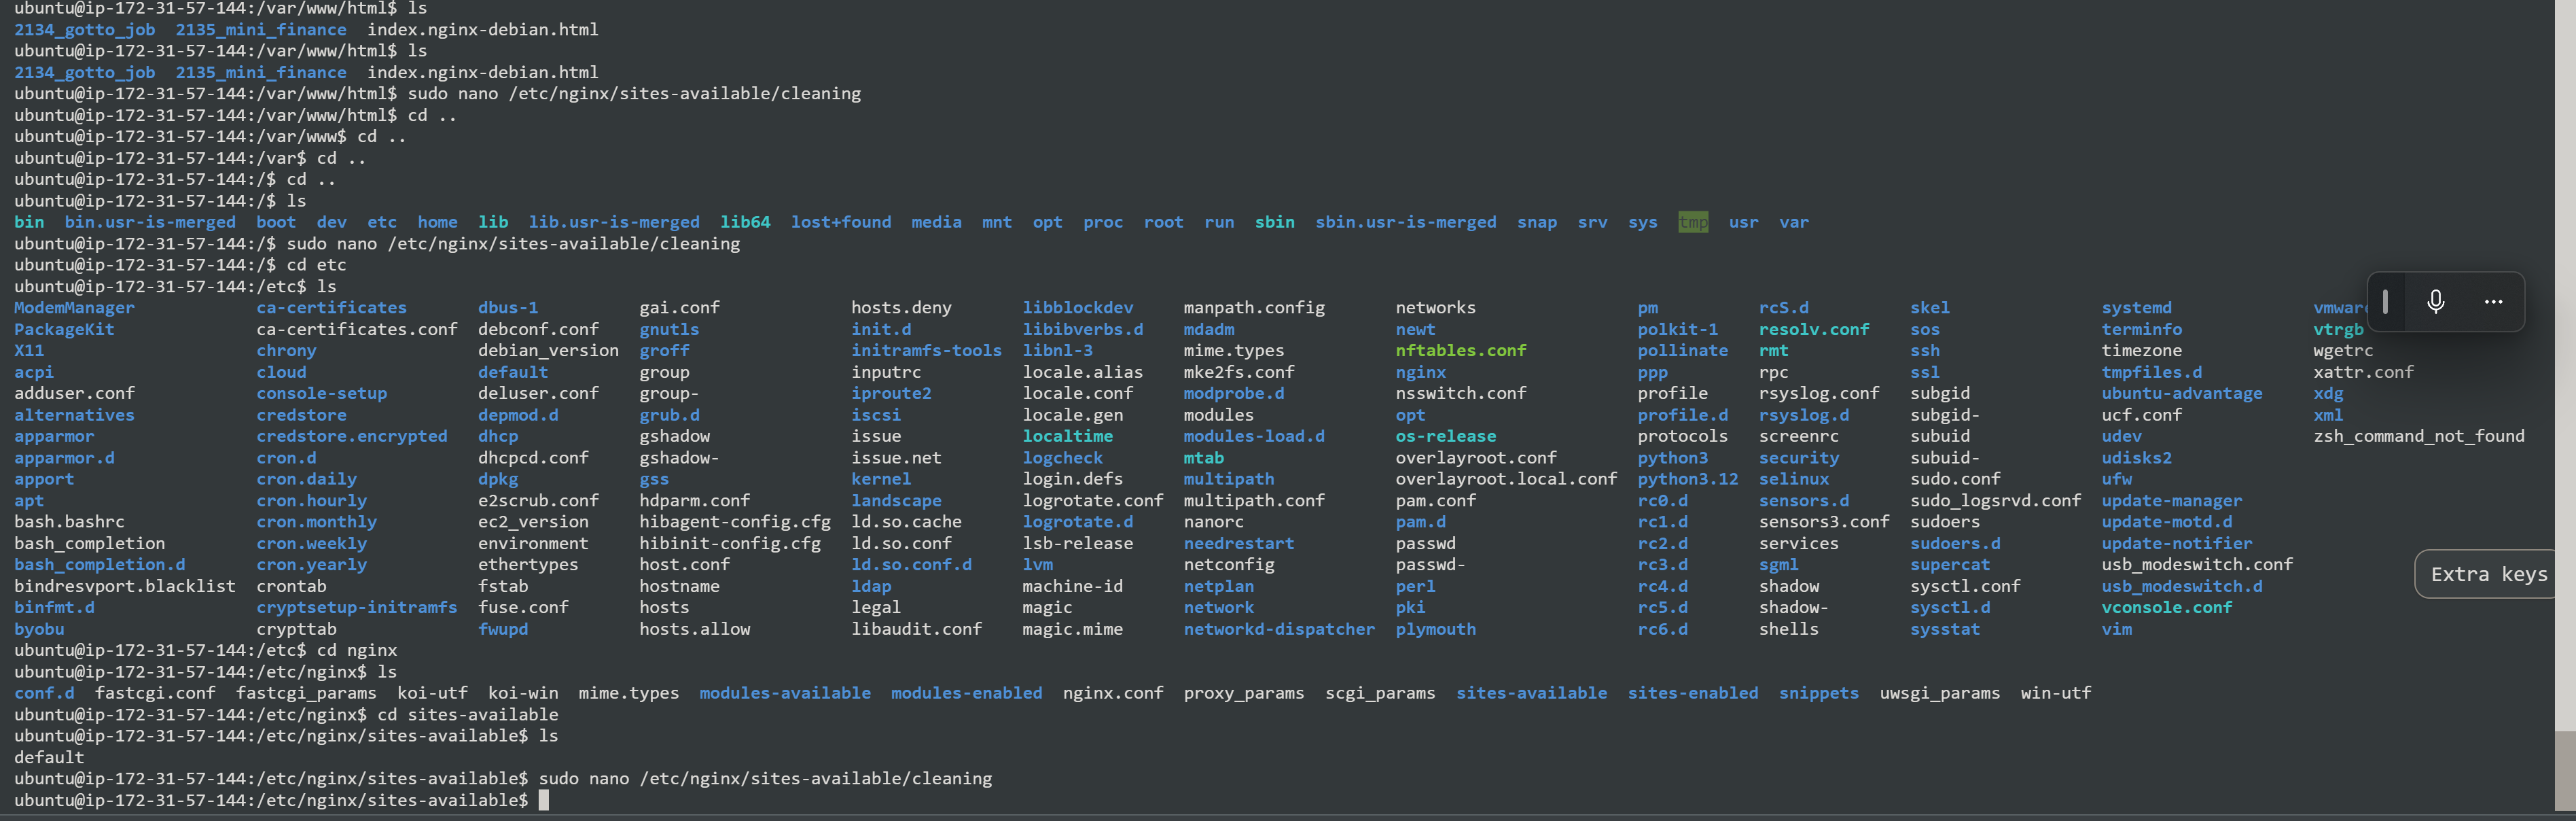 ubuntu@ip-172-31-57-144:/var/www/html$ ls
2134_gotto_job  2135_mini_finance  index.nginx-debian.html
ubuntu@ip-172-31-57-144:/var/www/html$ ls
2134_gotto_job  2135_mini_finance  index.nginx-debian.html
ubuntu@ip-172-31-57-144:/var/www/html$ sudo nano /etc/nginx/sites-available/cleaning
ubuntu@ip-172-31-57-144:/var/www/html$ cd ..
ubuntu@ip-172-31-57-144:/var/www$ cd ..
ubuntu@ip-172-31-57-144:/var$ cd ..
ubuntu@ip-172-31-57-144:/$ cd ..
ubuntu@ip-172-31-57-144:/$ ls
bin  bin.usr-is-merged  boot  dev  etc  home  lib  lib.usr-is-merged  lib64  lost+found  media  mnt  opt  proc  root  run  sbin  sbin.usr-is-merged  snap  srv  sys  tmp  usr  var
ubuntu@ip-172-31-57-144:/$ sudo nano /etc/nginx/sites-available/cleaning
ubuntu@ip-172-31-57-144:/$ cd etc
ubuntu@ip-172-31-57-144:/etc$ ls
ModemManager  ca-certificates  dbus-1  gai.conf  hosts.deny  libblockdev  manpath.config  networks  pm  rcS.d  skel  systemd
PackageKit  ca-certificates.conf  debconf.conf  gnutls  init.d  libibverbs.d  mdadm  newt  polkit-1  resolv.conf  sos  terminfo  vtrgb
X11  chrony  debian_version  groff  initramfs-tools  libnl-3  mime.types  nftables.conf  pollinate  rmt  ssh  timezone  wgetrc
acpi  cloud  default  group  inputrc  locale.alias  mke2fs.conf  nginx  ppp  rpc  ssl  tmpfiles.d  xattr.conf
adduser.conf  console-setup  deluser.conf  group-  iproute2  locale.conf  modprobe.d  nsswitch.conf  profile  rsyslog.conf  subgid  ubuntu-advantage  xdg
alternatives  credstore  depmod.d  grub.d  iscsi  locale.gen  modules  opt  profile.d  rsyslog.d  subgid-  ucf.conf  xml
apparmor  credstore.encrypted  dhcp  gshadow  issue  localtime  modules-load.d  os-release  protocols  screenrc  subuid  udev  zsh_command_not_found
apparmor.d  cron.d  dhcpcd.conf  gshadow-  issue.net  logcheck  mtab  overlayroot.conf  python3  security  subuid-  udisks2
apport  cron.daily  dpkg  gss  kernel  login.defs  multipath  overlayroot.local.conf  python3.12  selinux  sudo.conf  ufw
apt  cron.hourly  e2scrub.conf  hdparm.conf  landscape  logrotate.conf  multipath.conf  pam.conf  rc0.d  sensors.d  sudo_logsrvd.conf  update-manager
bash.bashrc  cron.monthly  ec2_version  hibagent-config.cfg  ld.so.cache  logrotate.d  nanorc  pam.d  rc1.d  sensors3.conf  sudoers  update-motd.d
bash_completion  cron.weekly  environment  hibinit-config.cfg  ld.so.conf  lsb-release  needrestart  passwd  rc2.d  services  sudoers.d  update-notifier
bash_completion.d  cron.yearly  ethertypes  host.conf  ld.so.conf.d  lvm  netconfig  passwd-  rc3.d  sgml  supercat  usb_modeswitch.conf
bindresvport.blacklist  crontab  fstab  hostname  ldap  machine-id  netplan  perl  rc4.d  shadow  sysctl.conf  usb_modeswitch.d
binfmt.d  cryptsetup-initramfs  fuse.conf  hosts  legal  magic  network  pki  rc5.d  shadow-  sysctl.d  vconsole.conf
byobu  crypttab  fwupd  hosts.allow  libaudit.conf  magic.mime  networkd-dispatcher  plymouth  rc6.d  shells  sysstat  vim
Extra keys
ubuntu@ip-172-31-57-144:/etc$ cd nginx
ubuntu@ip-172-31-57-144:/etc/nginx$ ls
conf.d  fastcgi.conf  fastcgi_params  koi-utf  koi-win  mime.types  modules-available  modules-enabled  nginx.conf  proxy_params  scgi_params  sites-available  sites-enabled  snippets  uwsgi_params  win-utf
ubuntu@ip-172-31-57-144:/etc/nginx$ cd sites-available
ubuntu@ip-172-31-57-144:/etc/nginx/sites-available$ ls
default
ubuntu@ip-172-31-57-144:/etc/nginx/sites-available$ sudo nano /etc/nginx/sites-available/cleaning
ubuntu@ip-172-31-57-144:/etc/nginx/sites-available$